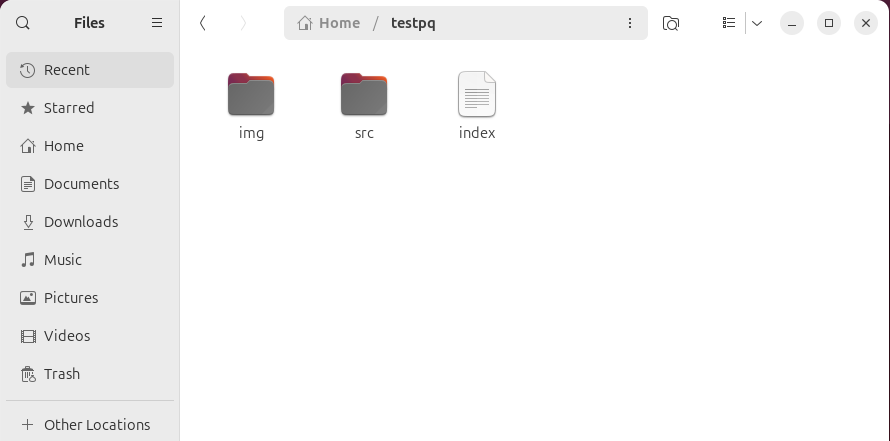 Files
Home / testpq
Recent
Starred
Home
Documents
Downloads
Music
Pictures
Videos
Trash
Other Locations
img
src
index